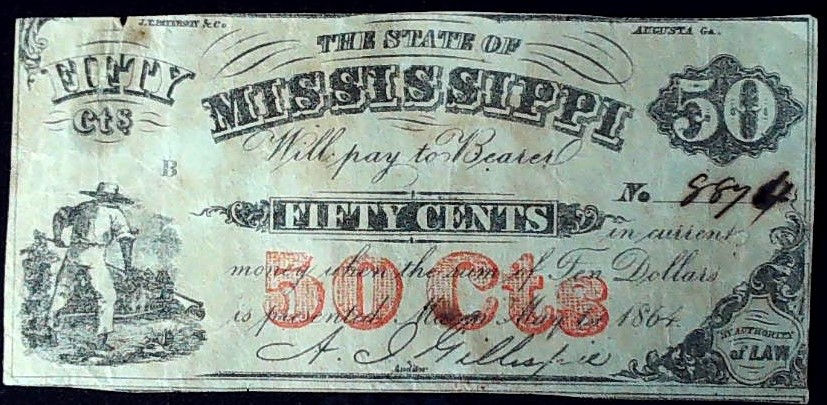 J.T. PATERSON & Co
AUGUSTA Ga.
THE STATE OF
FIFTY
Cts
MISSISSIPPI
50
Will pay to Bearer
B
No. 8874
FIFTY CENTS
in current
money when the sum of Ten Dollars
50 Cts
is presented. May 1st 1864.
BY AUTHORITY
of LAW
A. J. Gillespie
Auditor